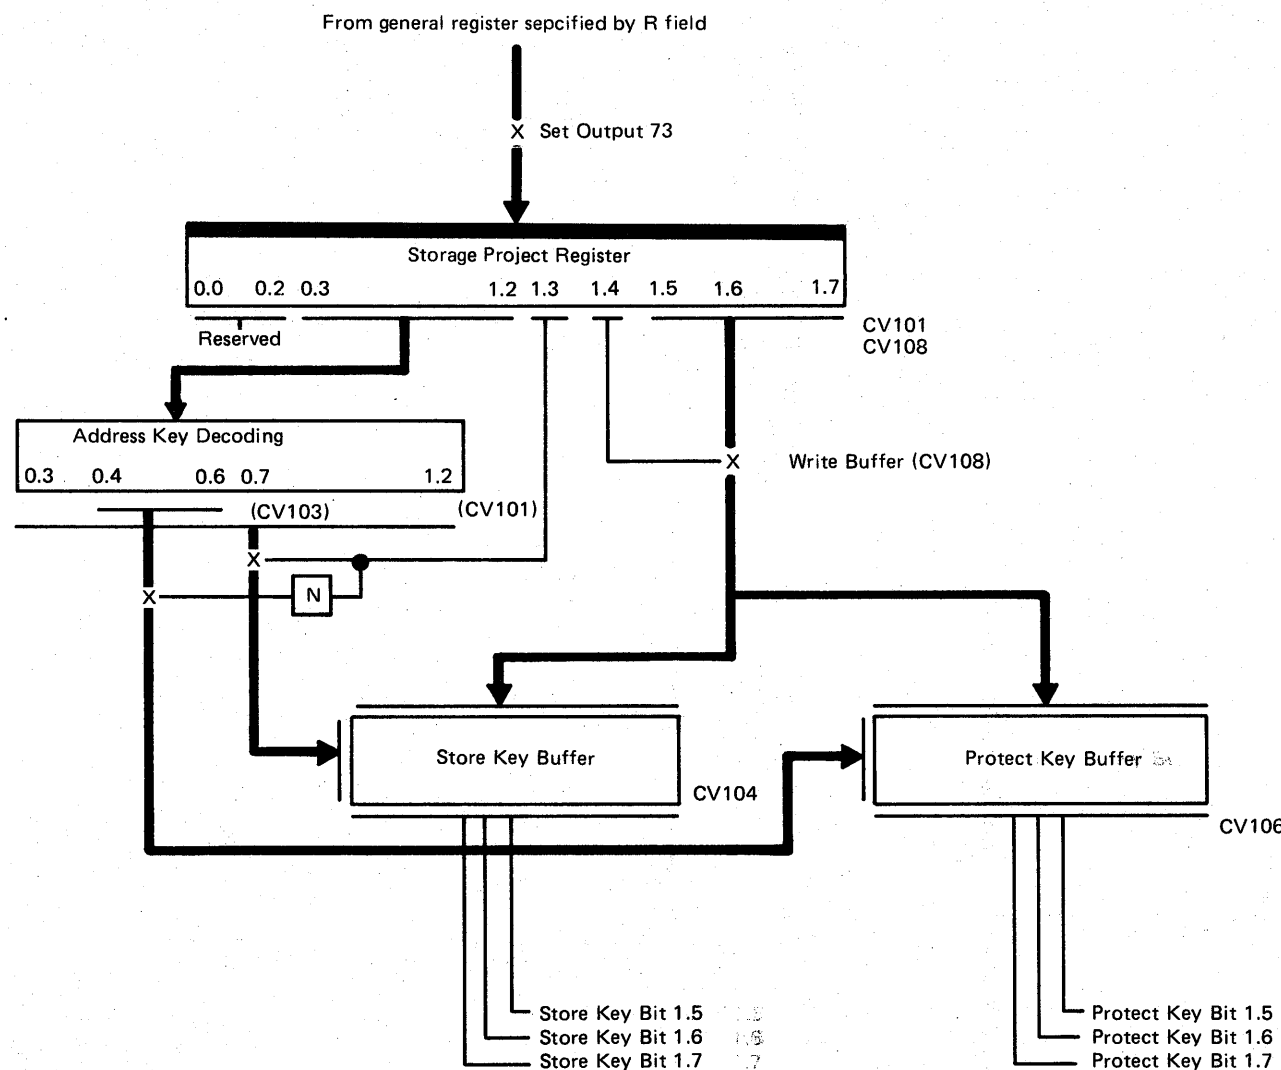 From general register sepcified by R field
X Set Output 73
Storage Project Register
0.0 0.2 0.3 1.2 1.3 1.4 1.5 1.6 1.7
Reserved
CV101
CV108
Address Key Decoding
0.3 0.4 0.6 0.7 1.2
(CV103) (CV101)
X Write Buffer (CV108)
X
X N
Store Key Buffer
CV104
Protect Key Buffer
CV106
Store Key Bit 1.5
Store Key Bit 1.6
Store Key Bit 1.7
Protect Key Bit 1.5
Protect Key Bit 1.6
Protect Key Bit 1.7